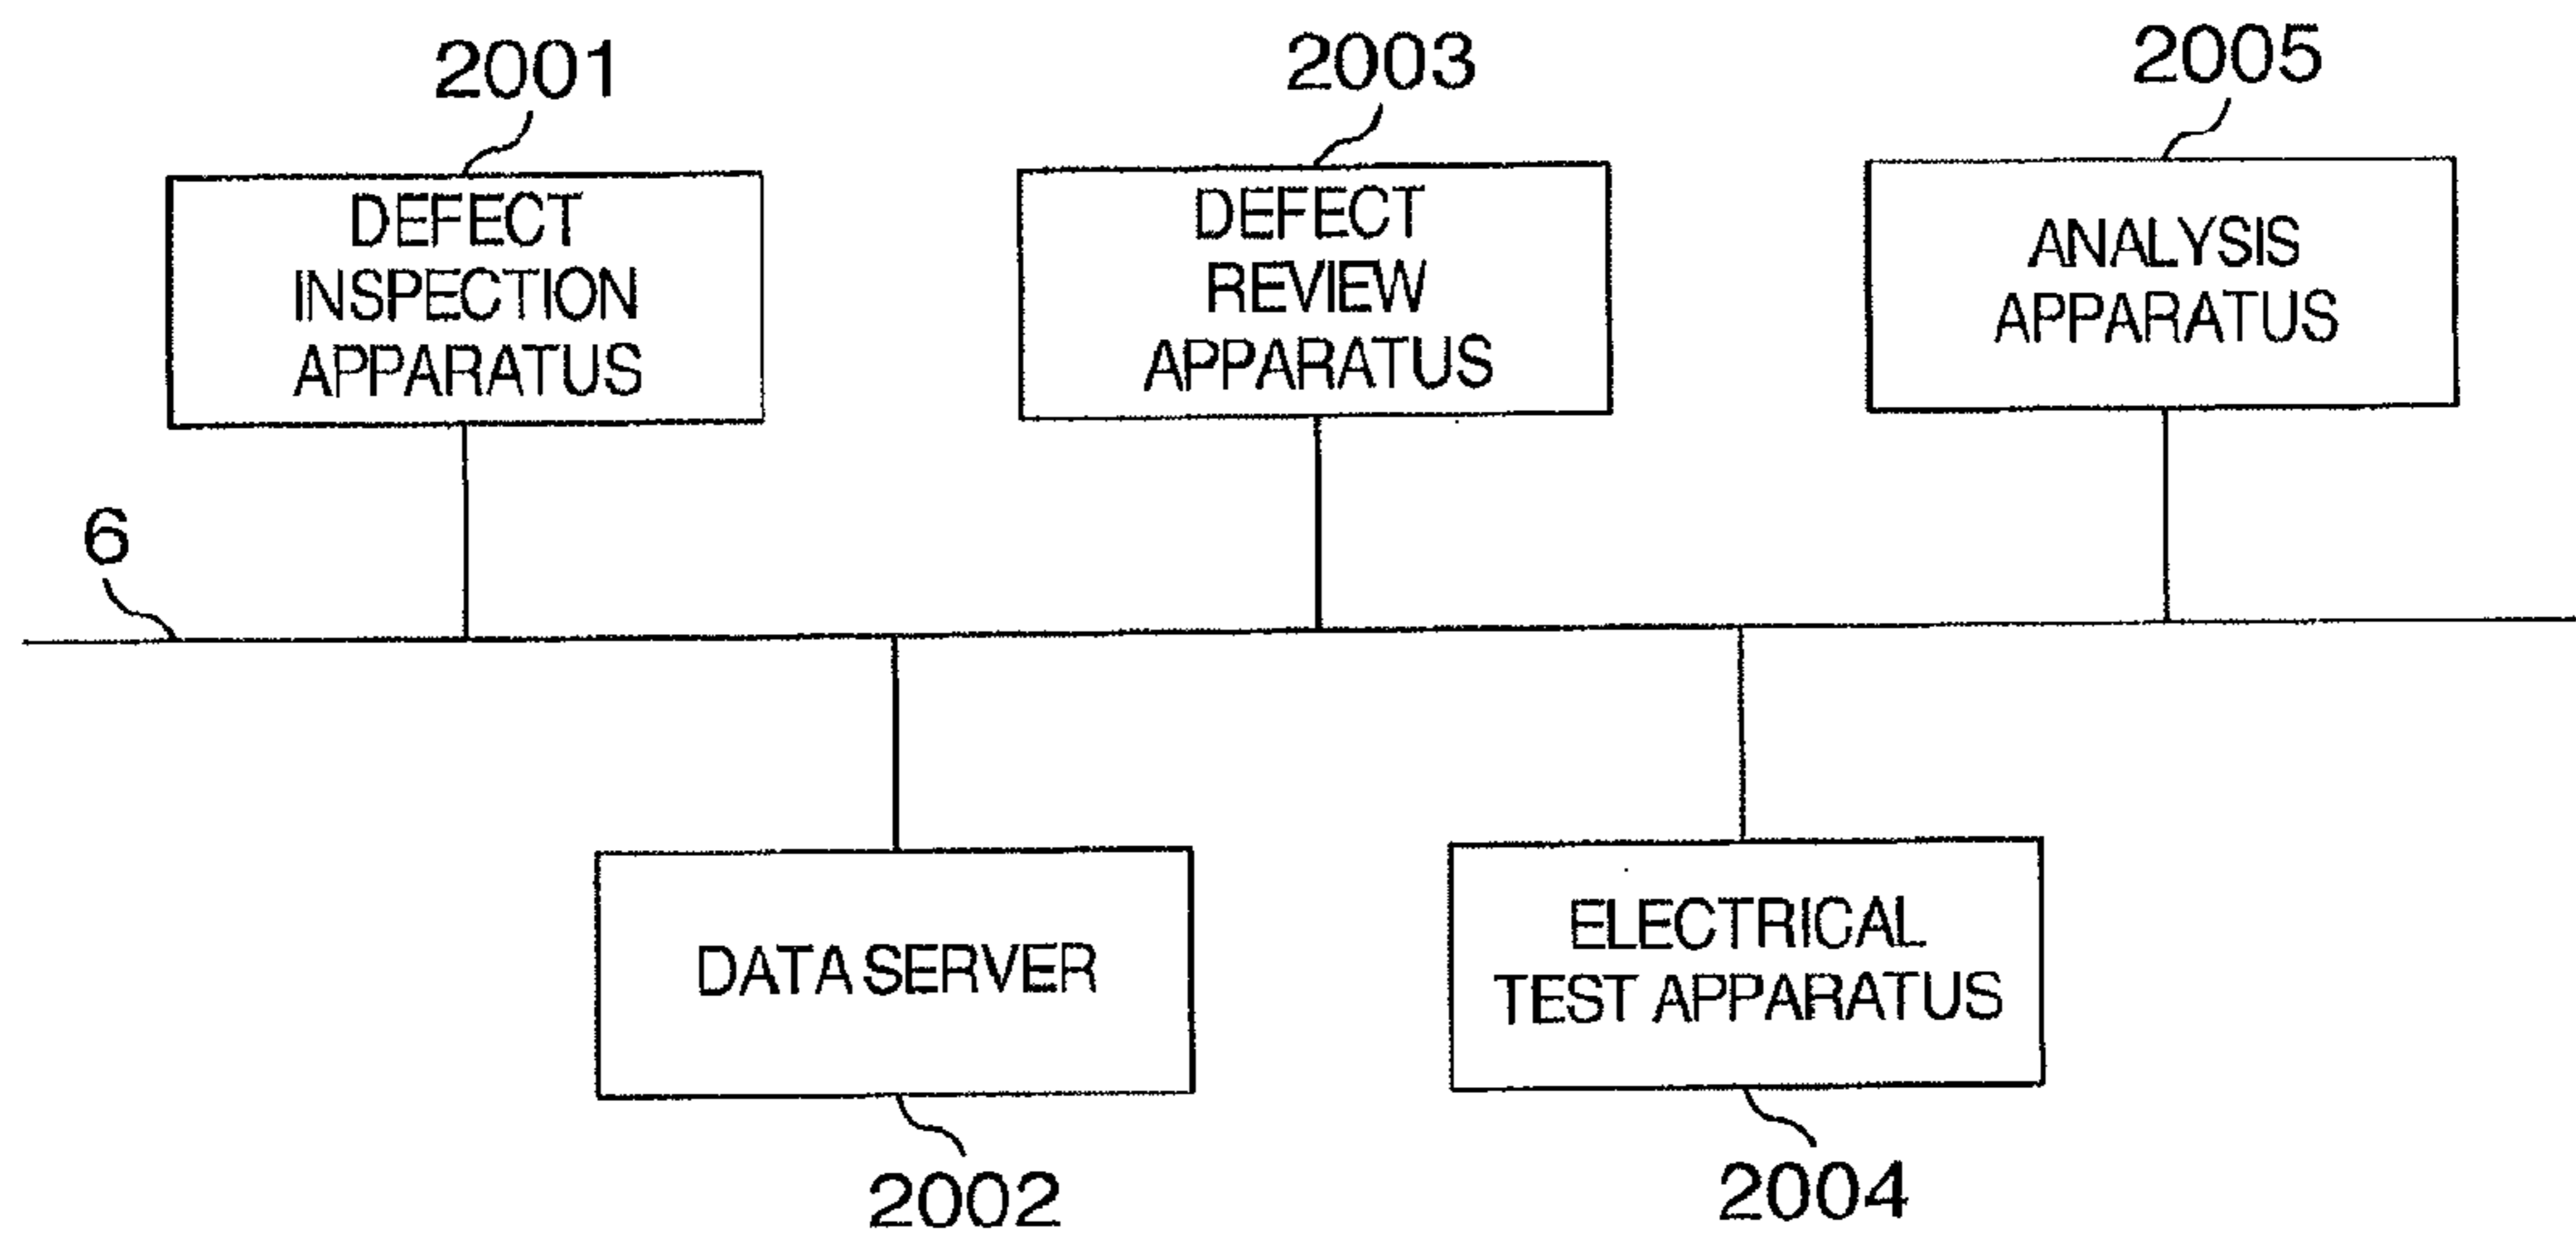 2001
2003
2005
DEFECT
INSPECTION
APPARATUS
DEFECT
REVIEW
APPARATUS
ANALYSIS
APPARATUS
6
DATA SERVER
ELECTRICAL
TEST APPARATUS
2002
2004